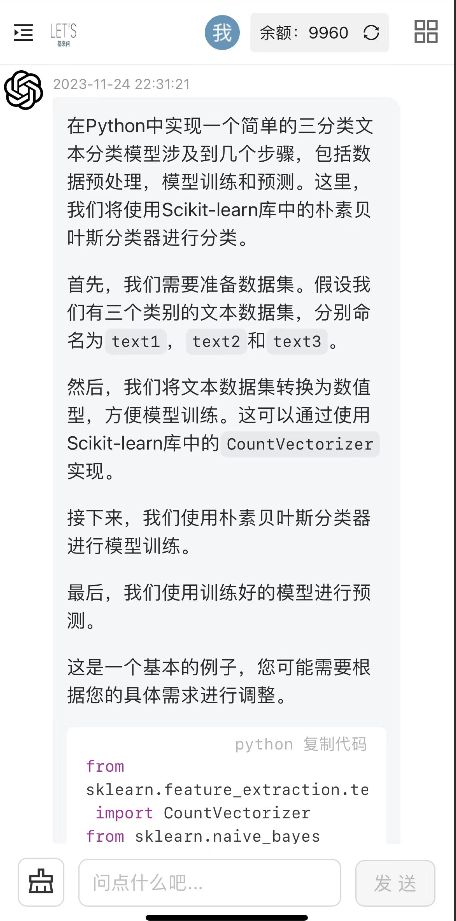 LET'S
我
余额：9960
2023-11-24 22:31:21
在Python中实现一个简单的三分类文
本分类模型涉及到几个步骤，包括数
据预处理，模型训练和预测。这里，
我们将使用Scikit-learn库中的朴素贝
叶斯分类器进行分类。
首先，我们需要准备数据集。假设我
们有三个类别的文本数据集，分别命
名为 text1 ， text2 和 text3 。
然后，我们将文本数据集转换为数值
型，方便模型训练。这可以通过使用
Scikit-learn库中的 CountVectorizer
实现。
接下来，我们使用朴素贝叶斯分类器
进行模型训练。
最后，我们使用训练好的模型进行预
测。
这是一个基本的例子，您可能需要根
据您的具体需求进行调整。
python 复制代码
from
sklearn.feature_extraction.te
import CountVectorizer
from sklearn.naive_bayes
问点什么吧...
发 送